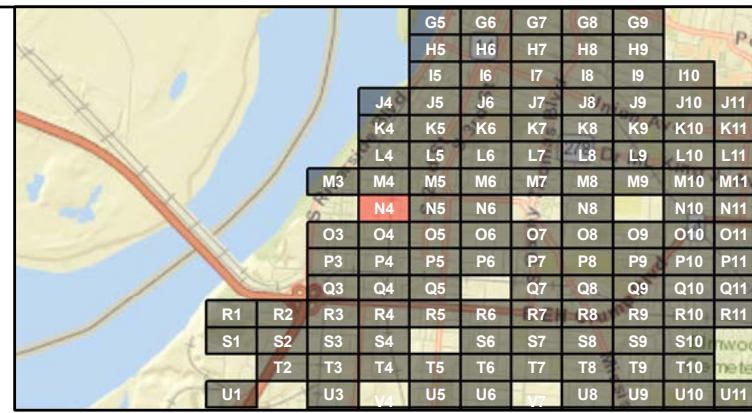 G5 G6 G7 G8 G9
H5 H6 H7 H8 H9
I5 I6 I7 I8 I9 I10
J4 J5 J6 J7 J8 J9 J10 J11
K4 K5 K6 K7 K8 K9 K10 K11
L4 L5 L6 L7 L8 L9 L10 L11
M3 M4 M5 M6 M7 M8 M9 M10 M11
N4 N5 N6 N8 N10 N11
O3 O4 O5 O6 O7 O8 O9 O10 O11
P3 P4 P5 P6 P7 P8 P9 P10 P11
Q3 Q4 Q5 Q7 Q8 Q9 Q10 Q11
R1 R2 R3 R4 R5 R6 R7 R8 R9 R10 R11
S1 S2 S3 S4 S6 S7 S8 S9 S10
T2 T3 T4 T5 T6 T7 T8 T9 T10
U1 U3 V4 U5 U6 V7 U8 U9 U10 U11
S 3rd St
Union Av
278